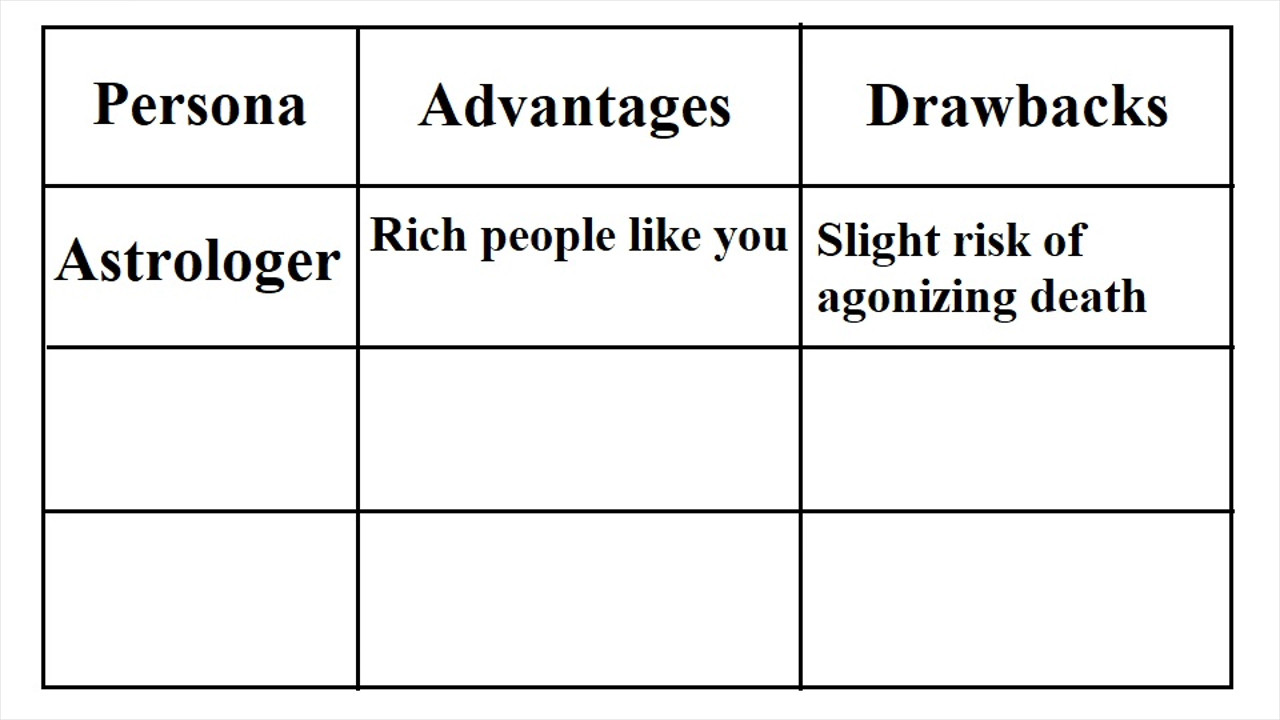 Persona Advantages Drawbacks
Astrologer
Rich people like you
Slight risk of
agonizing death